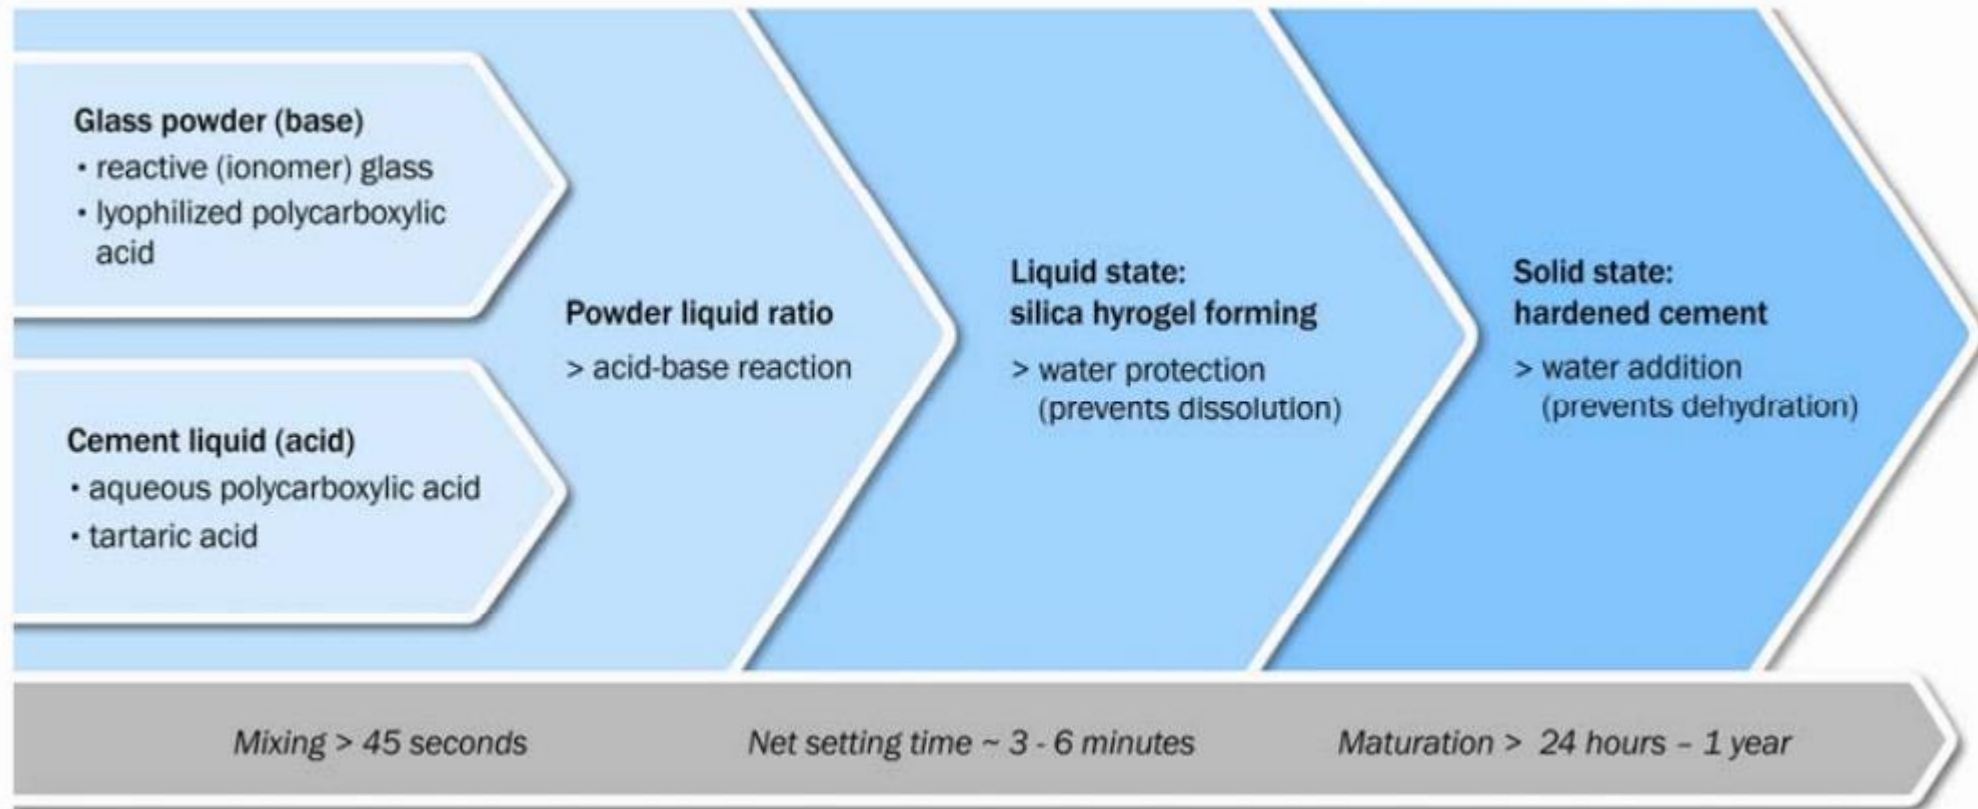 Glass powder (base)
• reactive (ionomer) glass
• lyophilized polycarboxylic
acid
Cement liquid (acid)
• aqueous polycarboxylic acid
• tartaric acid
Powder liquid ratio
> acid-base reaction
Liquid state:
silica hyrogel forming
> water protection
(prevents dissolution)
Solid state:
hardened cement
> water addition
(prevents dehydration)
Mixing > 45 seconds
Net setting time ~ 3 - 6 minutes
Maturation > 24 hours – 1 year